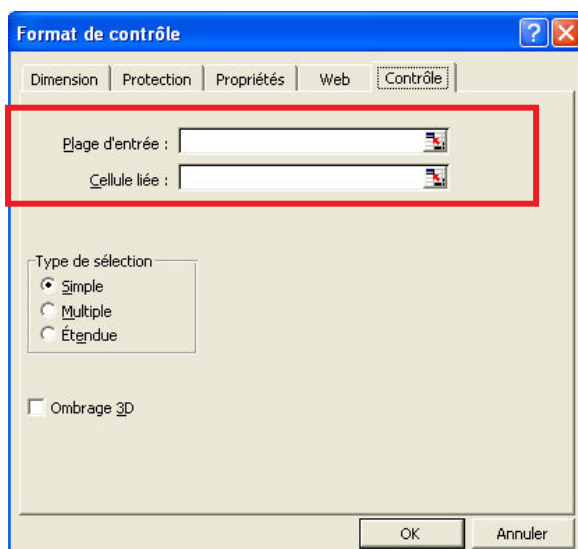 Format de contrôle
Dimension Protection Propriétés Web Contrôle
Plage d'entrée :
Cellule liée :
Type de sélection
Simple
Multiple
Étendue
Ombrage 3D
OK Annuler